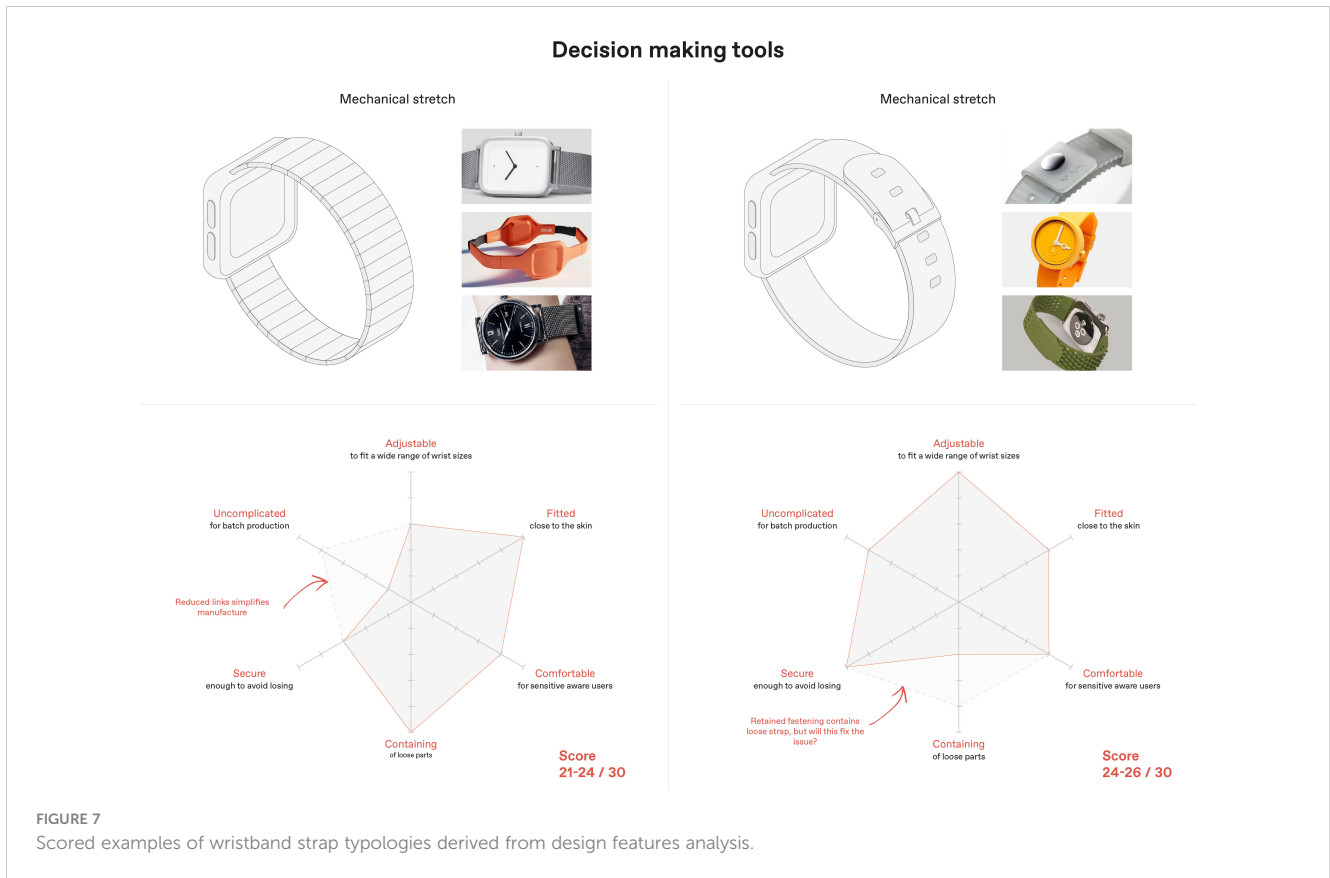 Decision making tools
Mechanical stretch
Adjustable
to fit a wide range of wrist sizes
Uncomplicated
for batch production
Fitted
close to the skin
Reduced links simplifies
manufacture
Secure
enough to avoid losing
Comfortable
for sensitive aware users
Containing
of loose parts
Score
21-24 / 30
Mechanical stretch
Adjustable
to fit a wide range of wrist sizes
Uncomplicated
for batch production
Fitted
close to the skin
Secure
enough to avoid losing
Comfortable
for sensitive aware users
Retained fastening contains
loose strap, but will this fix the
issue?
Containing
of loose parts
Score
24-26 / 30
FIGURE 7
Scored examples of wristband strap typologies derived from design features analysis.